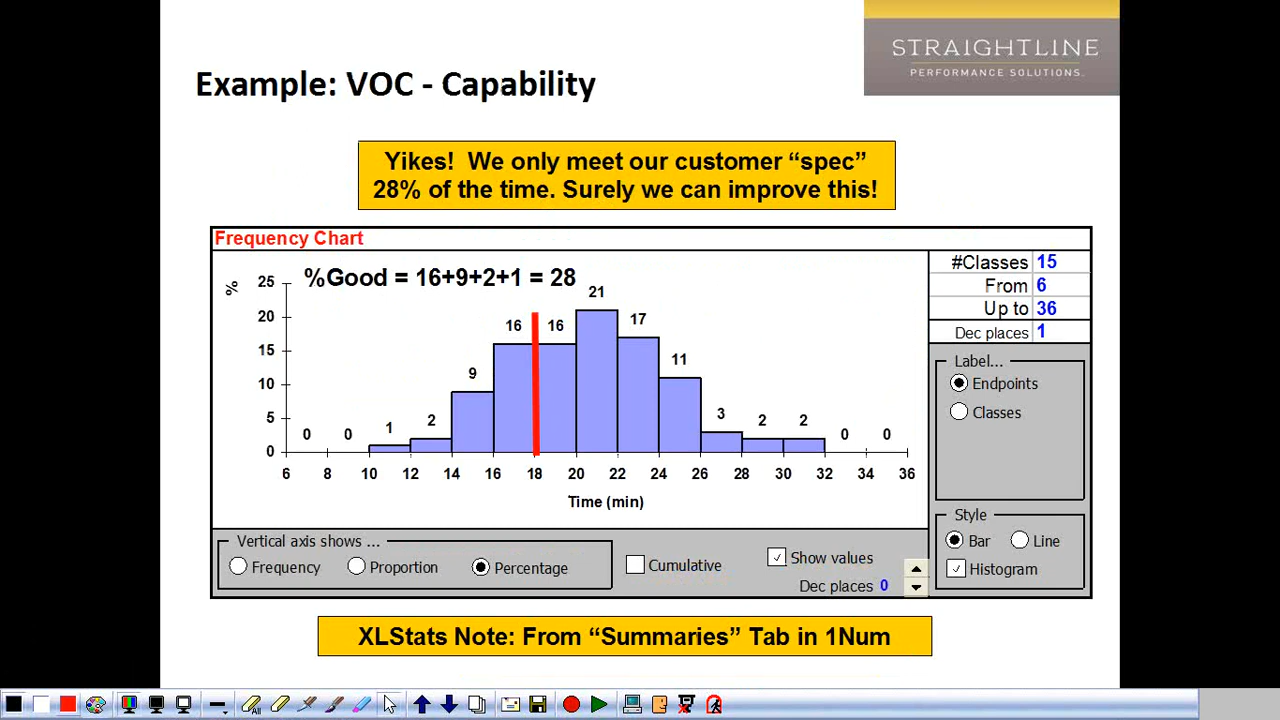 STRAIGHTLINE
PERFORMANCE SOLUTIONS.
Example: VOC - Capability
Yikes! We only meet our customer “spec”
28% of the time. Surely we can improve this!
Frequency Chart
%Good = 16+9+2+1 = 28
%
25
20
15
10
5
0
0 0 1 2 9 16 16 21 17 11 3 2 2 0 0
6 8 10 12 14 16 18 20 22 24 26 28 30 32 34 36
Time (min)
#Classes 15
From 6
Up to 36
Dec places 1
Label...
Endpoints
Classes
Style
Bar Line
Histogram
Vertical axis shows ...
Frequency Proportion Percentage
Cumulative
Show values
Dec places 0
XLStats Note: From “Summaries” Tab in 1Num
All